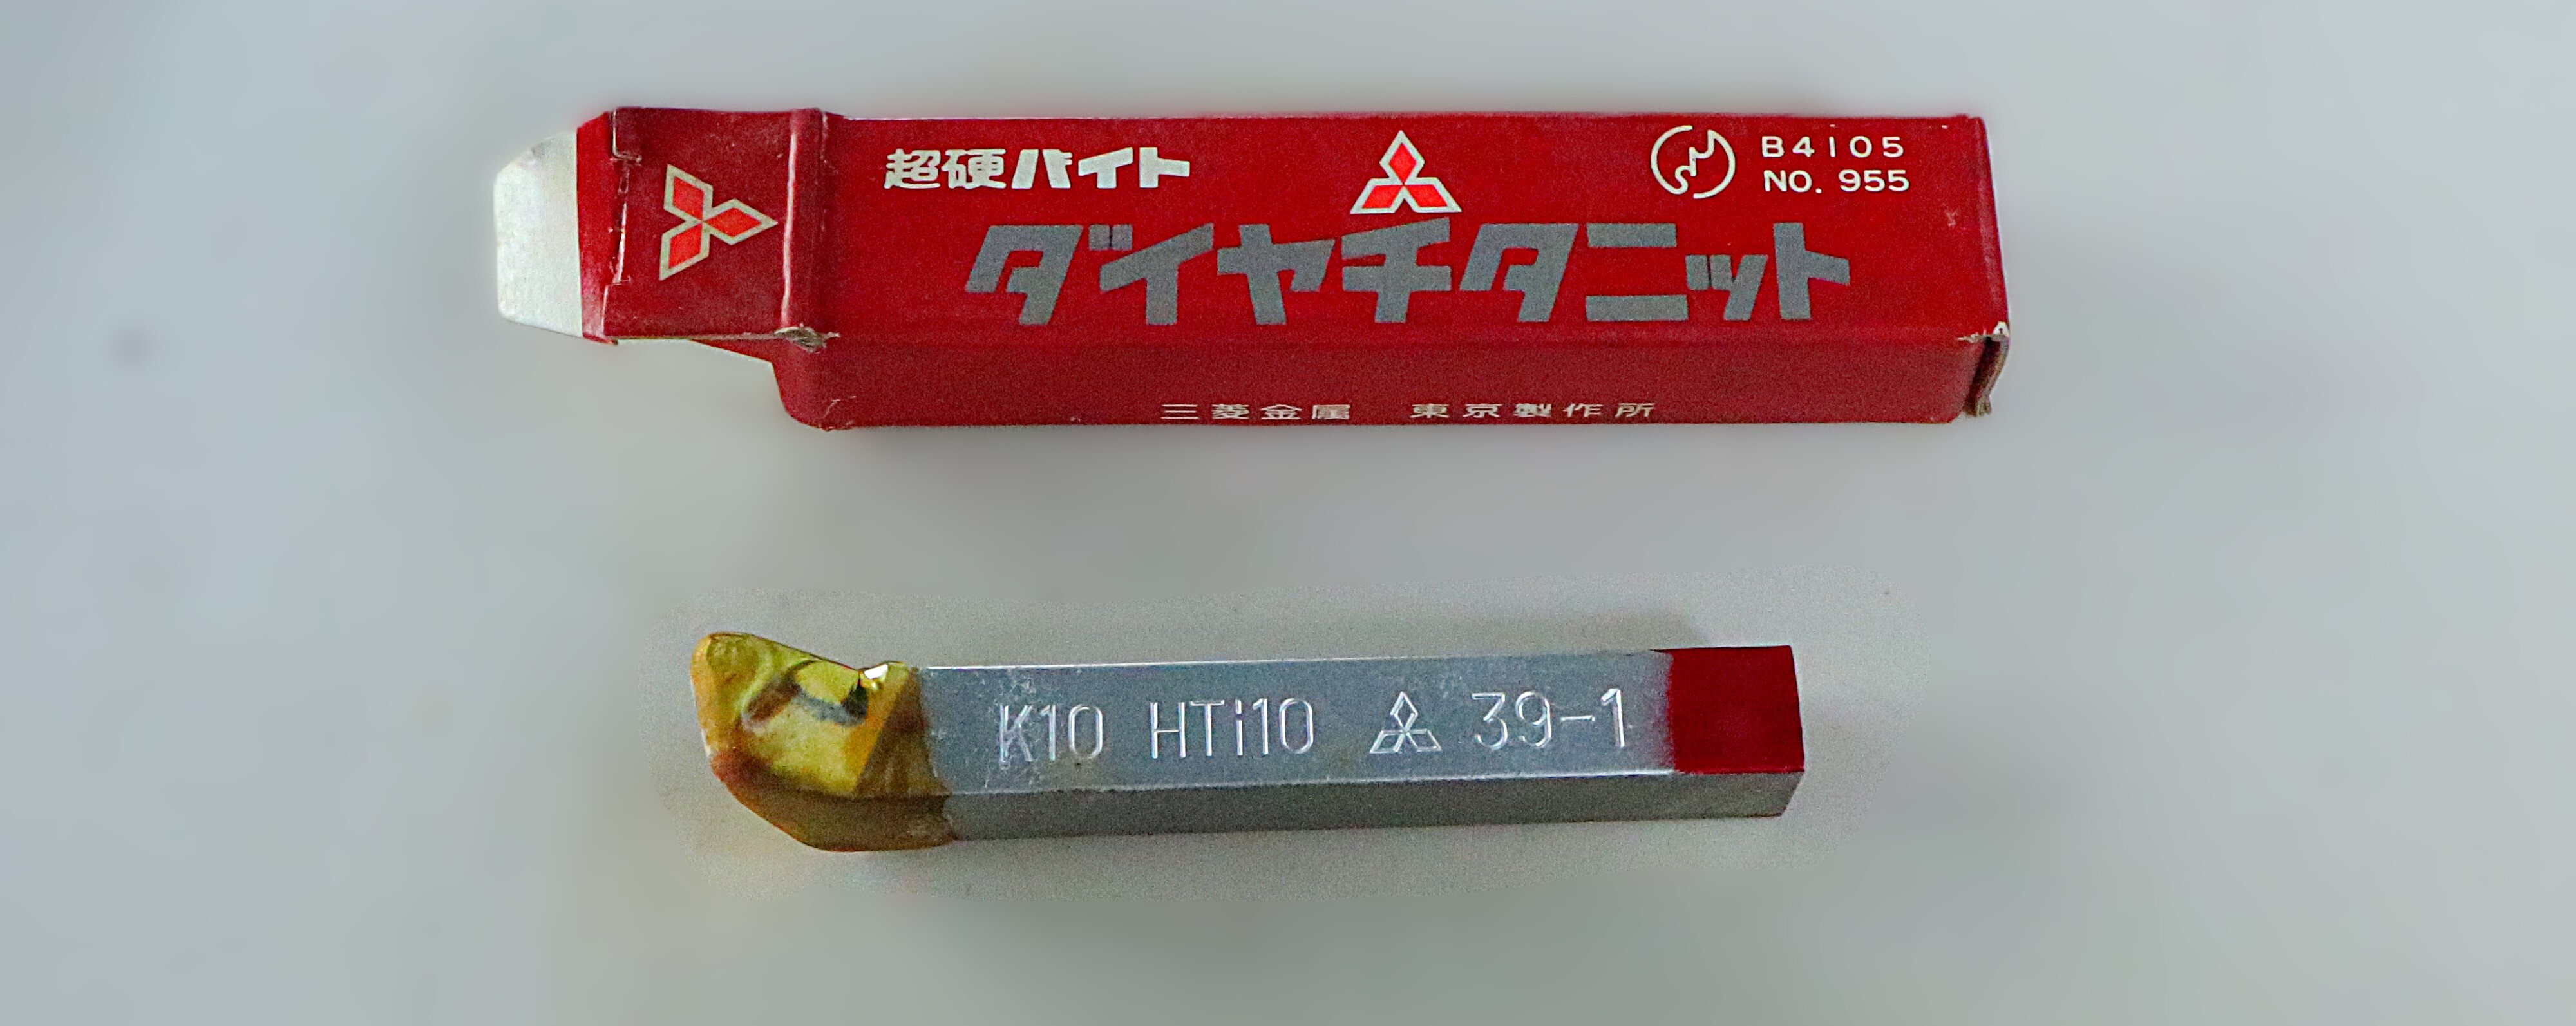 超硬バイト
B4105
NO. 955
ダイヤチタニット
三菱金属 東京製作所
K10 HTi10 39-1